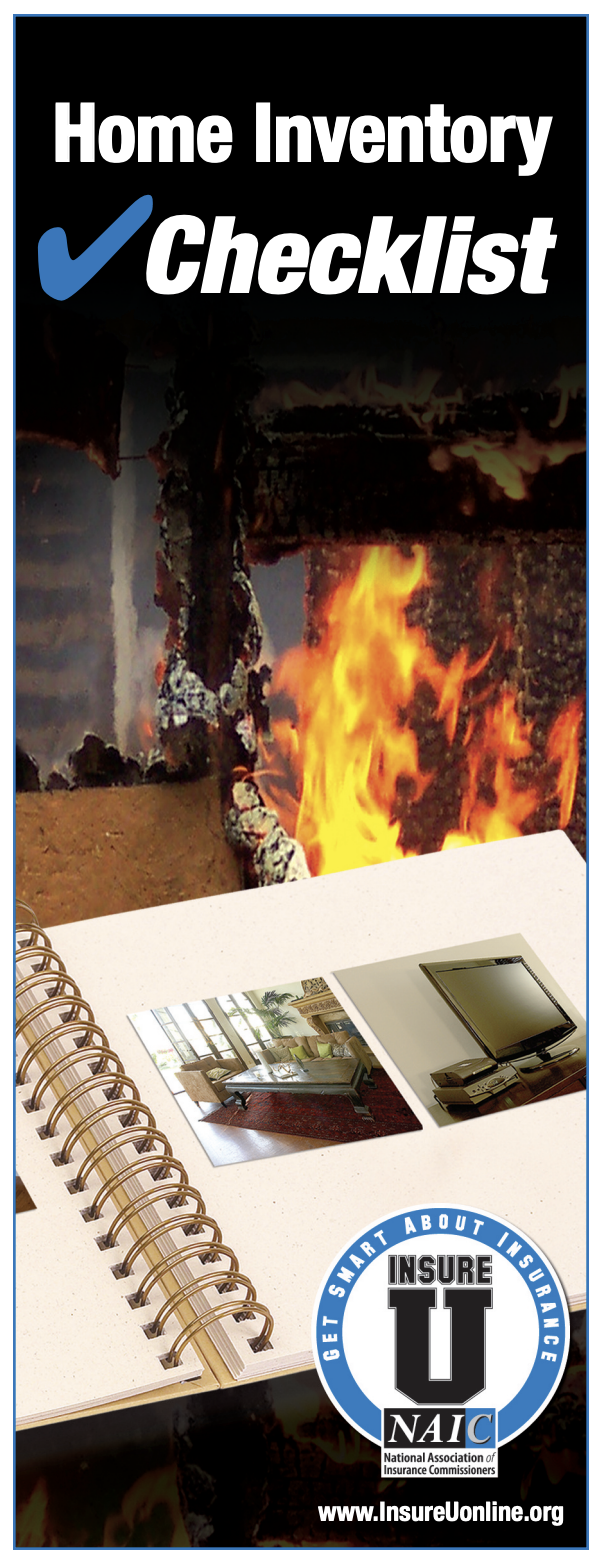 Home Inventory
Checklist
GET SMART ABOUT INSURANCE
INSURE
U
NAIC
National Association of
Insurance Commissioners
www.InsureUonline.org